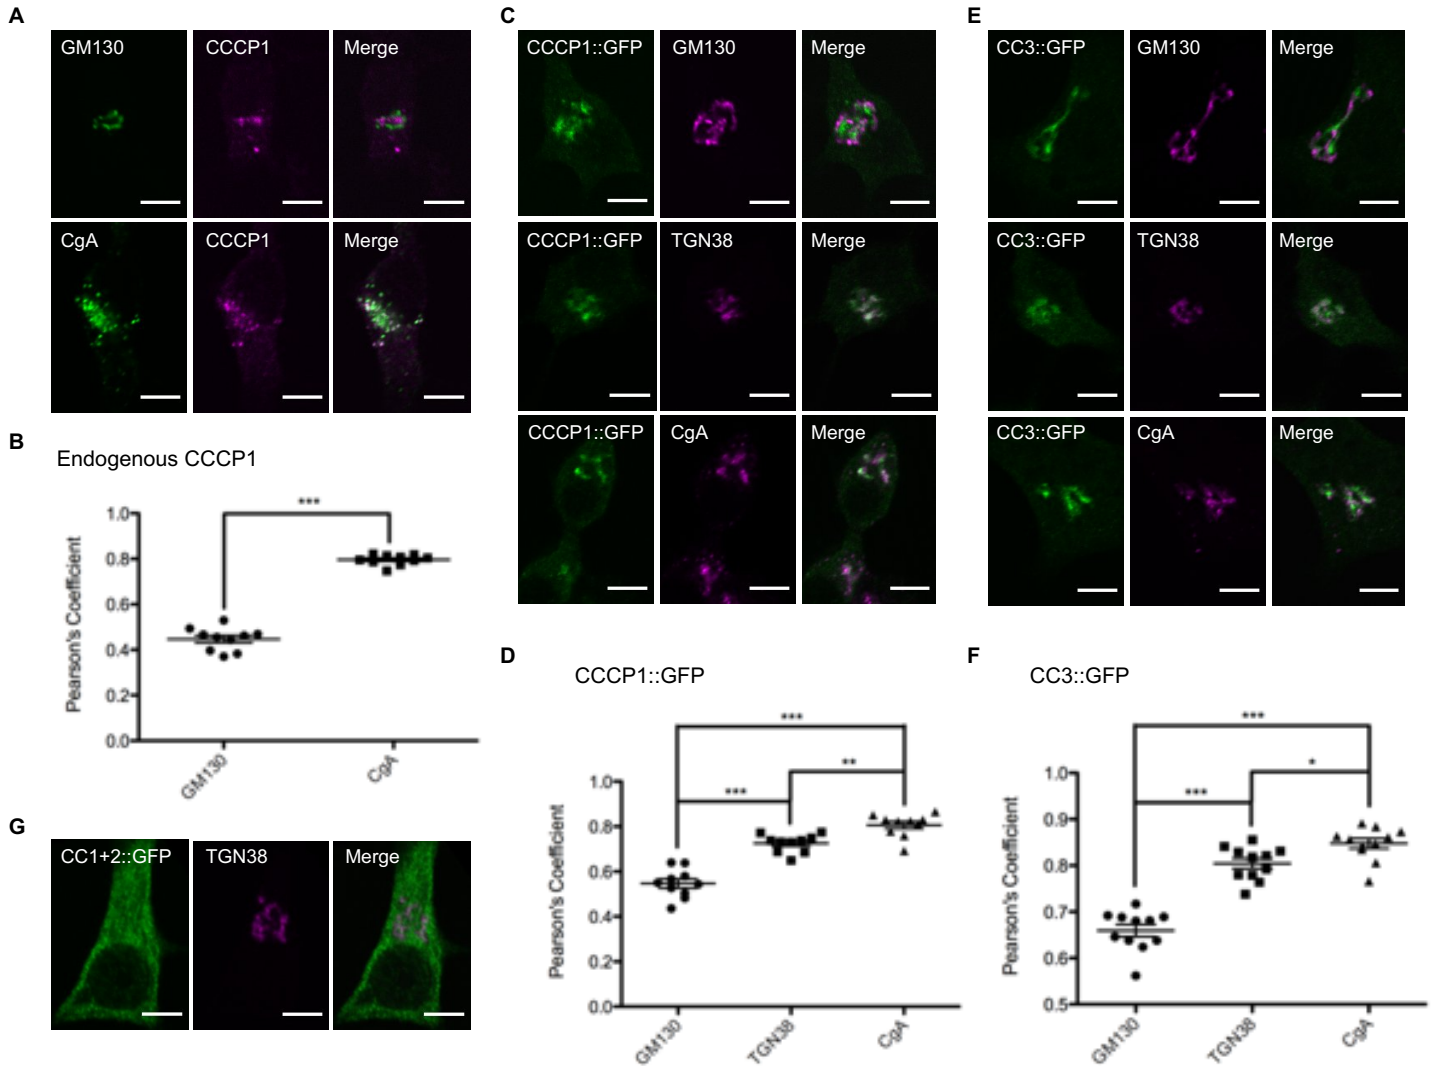 A
GM130 CCCP1 Merge
CgA CCCP1 Merge
B
Endogenous CCCP1
***
Pearson's Coefficient
1.0
0.8
0.6
0.4
0.2
0.0
GM130 CgA
C
CCCP1::GFP GM130 Merge
CCCP1::GFP TGN38 Merge
CCCP1::GFP CgA Merge
D
CCCP1::GFP
***
**
***
Pearson's Coefficient
1.0
0.8
0.6
0.4
0.2
0.0
GM130 TGN38 CgA
E
CC3::GFP GM130 Merge
CC3::GFP TGN38 Merge
CC3::GFP CgA Merge
F
CC3::GFP
***
*
***
Pearson's Coefficient
1.0
0.9
0.8
0.7
0.6
0.5
GM130 TGN38 CgA
G
CC1+2::GFP TGN38 Merge